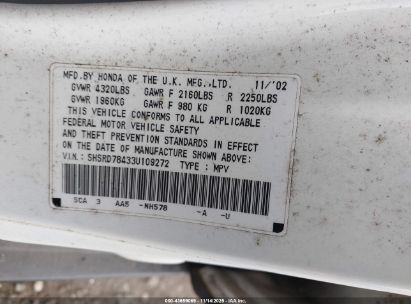 MFD.BY HONDA OF THE U.K. MFG.,LTD. 11/'02
GVWR 4320LBS GAWR F 2160LBS R 2250LBS
GVWR 1960KG GAWR F 980 KG R 1020KG
THIS VEHICLE CONFORMS TO ALL APPLICABLE
FEDERAL MOTOR VEHICLE SAFETY
AND THEFT PREVENTION STANDARDS IN EFFECT
ON THE DATE OF MANUFACTURE SHOWN ABOVE.
V.I.N.: SHSRD78433U109272 TYPE : MPV
SCA 3 AA5 -NH578 -A -U